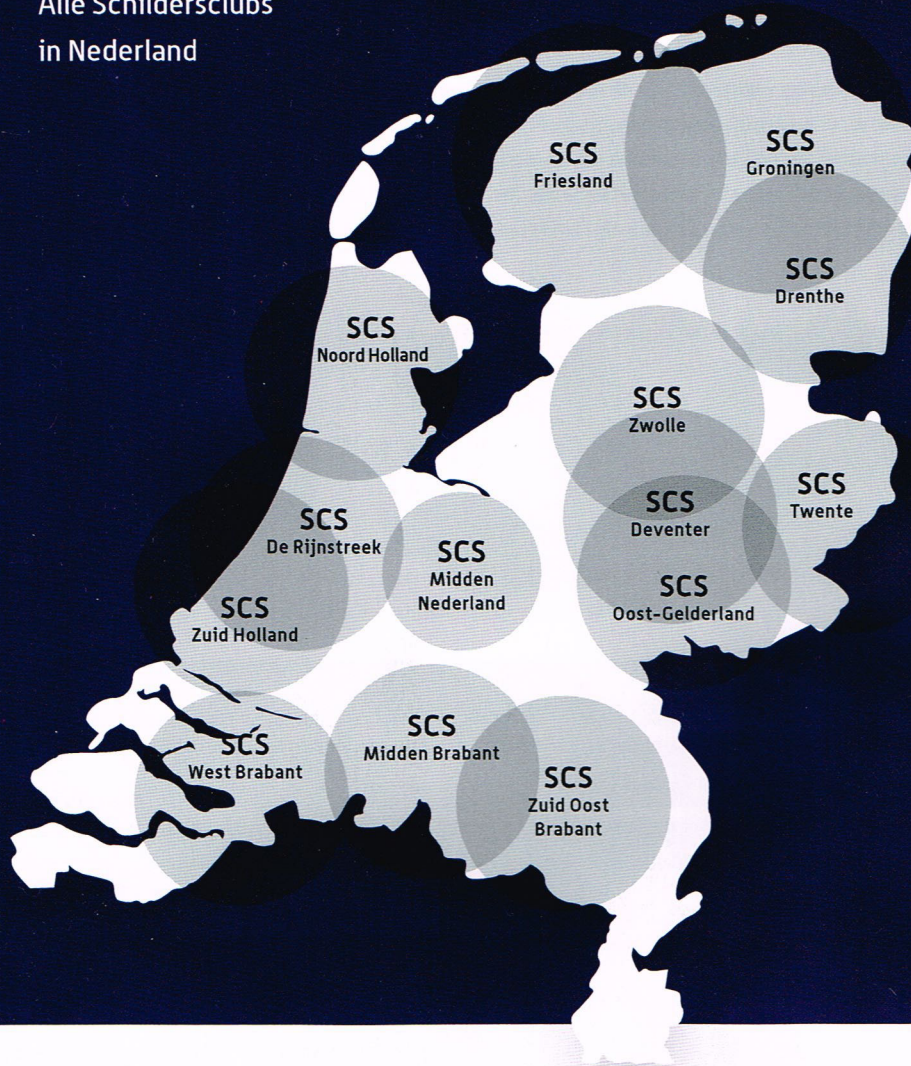 Alle Schildersclubs
in Nederland
SCS
Friesland
SCS
Groningen
SCS
Drenthe
SCS
Noord Holland
SCS
Zwolle
SCS
Twente
SCS
Deventer
SCS
De Rijnstreek
SCS
Midden
Nederland
SCS
Oost-Gelderland
SCS
Zuid Holland
SCS
West Brabant
SCS
Midden Brabant
SCS
Zuid Oost
Brabant